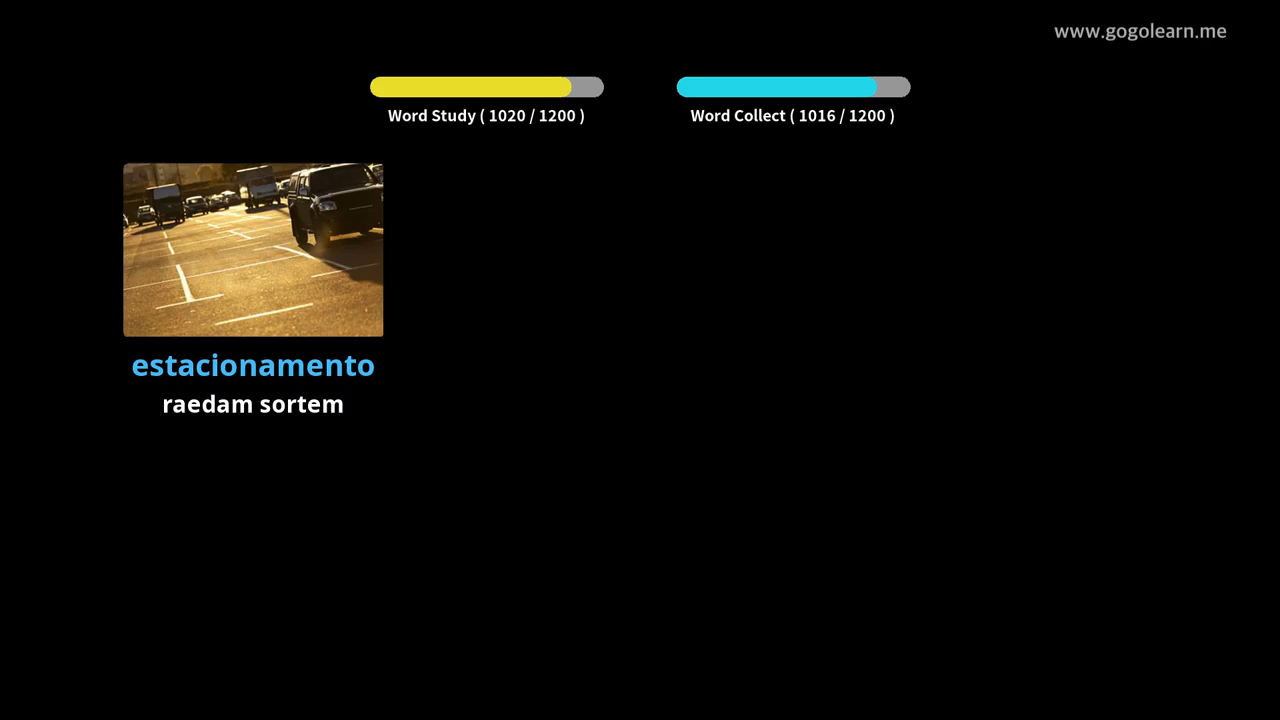 www.gogolearn.me
Word Study ( 1020 / 1200 )
Word Collect ( 1016 / 1200 )
estacionamento
raedam sortem